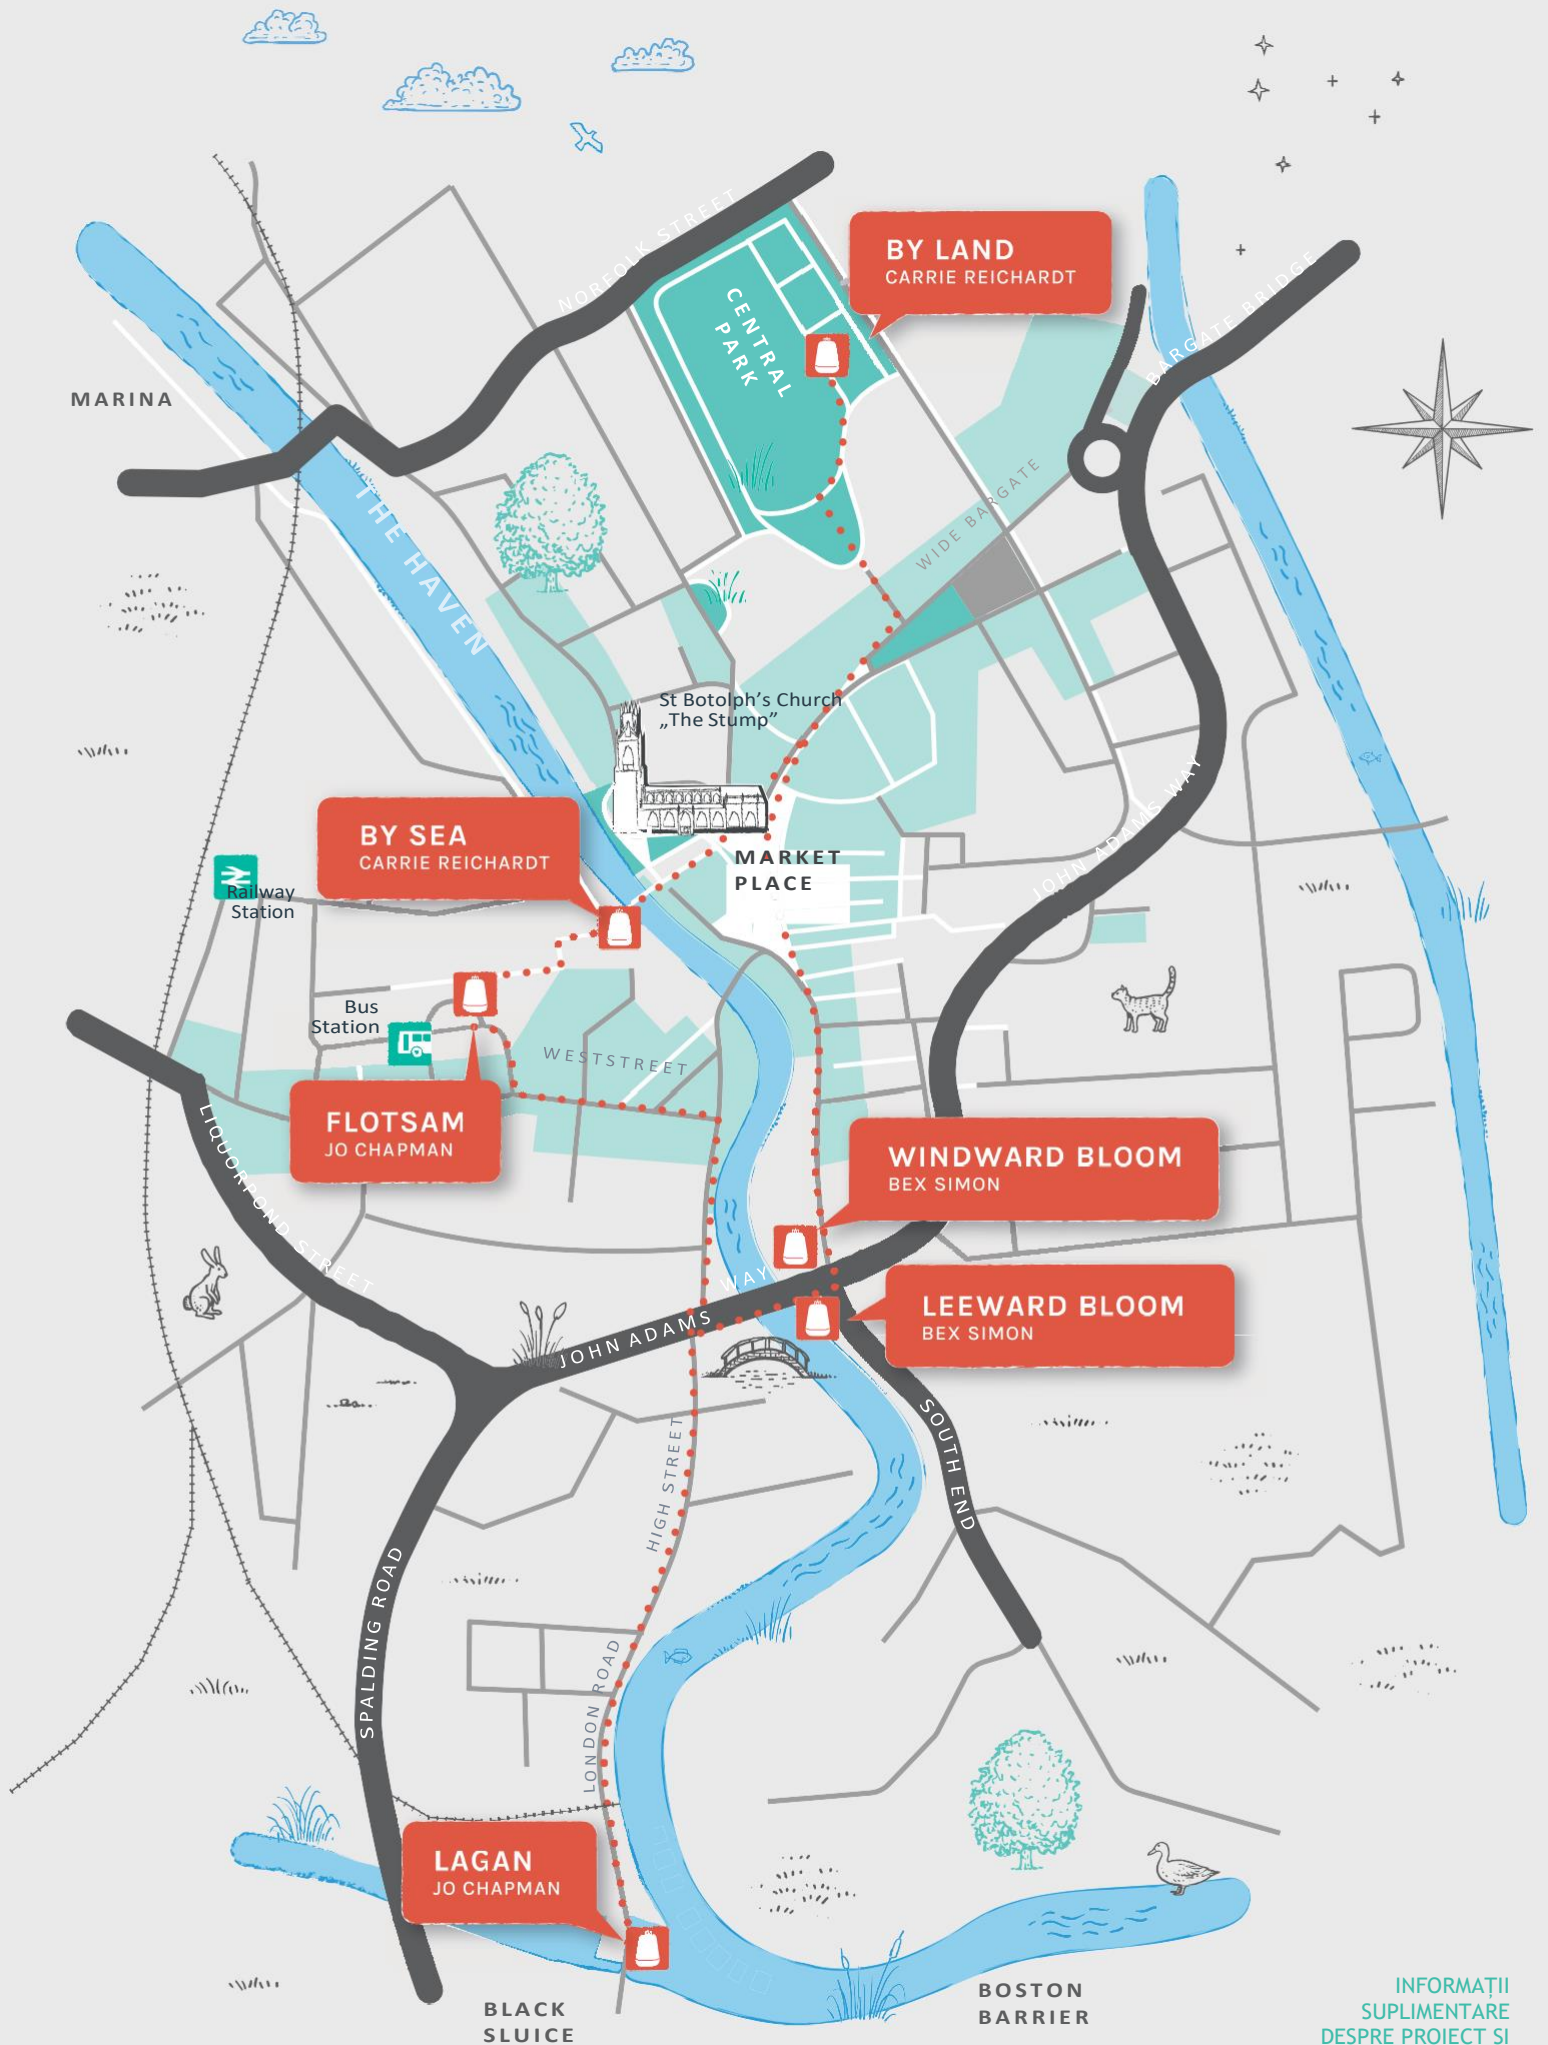 NORFOLK STREET
BY LAND
CARRIE REICHARDT
CENTRAL
PARK
BARGATE BRIDGE
MARINA
THE HAVEN
WIDE BARGATE
St Botolph's Church
„The Stump”
BY SEA
CARRIE REICHARDT
MARKET
PLACE
JOHN ADAMS WAY
Railway
Station
Bus
Station
WESTSTREET
FLOTSAM
JO CHAPMAN
LIQUORPOND STREET
WINDWARD BLOOM
BEX SIMON
JOHN ADAMS WAY
LEEWARD BLOOM
BEX SIMON
HIGH STREET
SOUTH END
SPALDING ROAD
LONDON ROAD
LAGAN
JO CHAPMAN
BLACK
SLUICE
BOSTON
BARRIER
INFORMAȚII
SUPLIMENTARE
DESPRE PROIECT SI